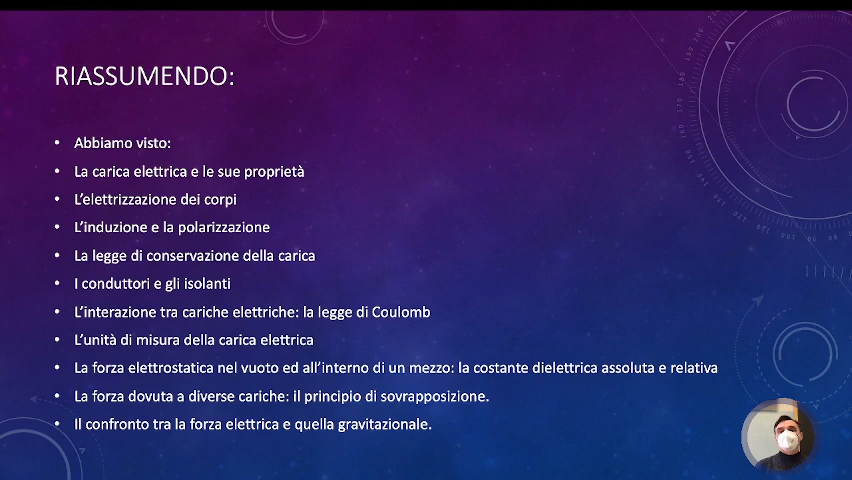 RIASSUMENDO:
• Abbiamo visto:
• La carica elettrica e le sue proprietà
• L'elettrizzazione dei corpi
• L'induzione e la polarizzazione
• La legge di conservazione della carica
• I conduttori e gli isolanti
• L'interazione tra cariche elettriche: la legge di Coulomb
• L'unità di misura della carica elettrica
• La forza elettrostatica nel vuoto ed all'interno di un mezzo: la costante dielettrica assoluta e relativa
• La forza dovuta a diverse cariche: il principio di sovrapposizione.
• Il confronto tra la forza elettrica e quella gravitazionale.